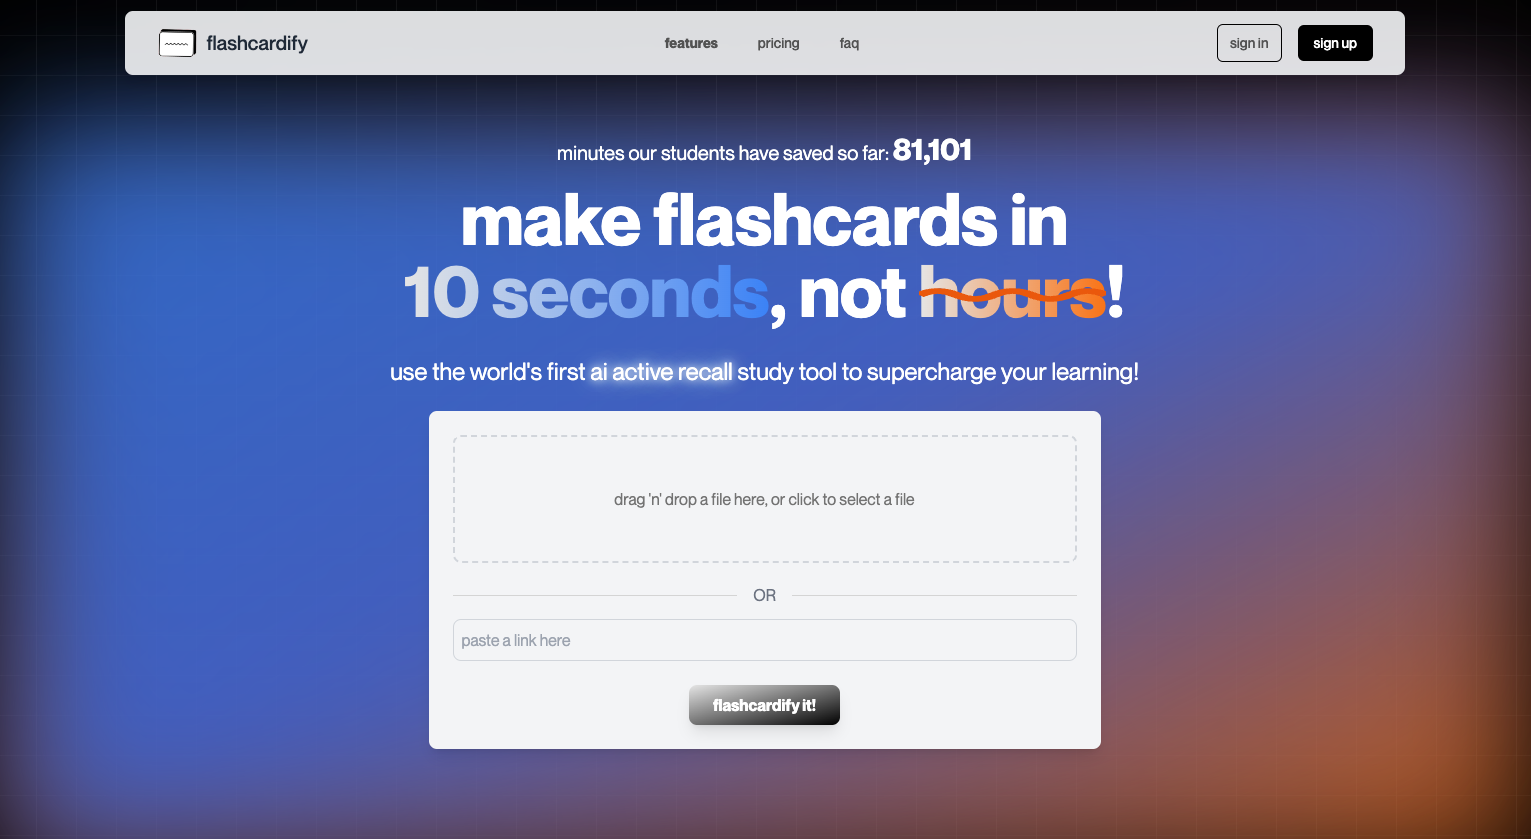 flashcardify
features
pricing
faq
sign in
sign up
minutes our students have saved so far: 81,101
make flashcards in
10 seconds, not hours!
use the world's first ai active recall study tool to supercharge your learning!
drag 'n' drop a file here, or click to select a file
OR
paste a link here
flashcardify it!